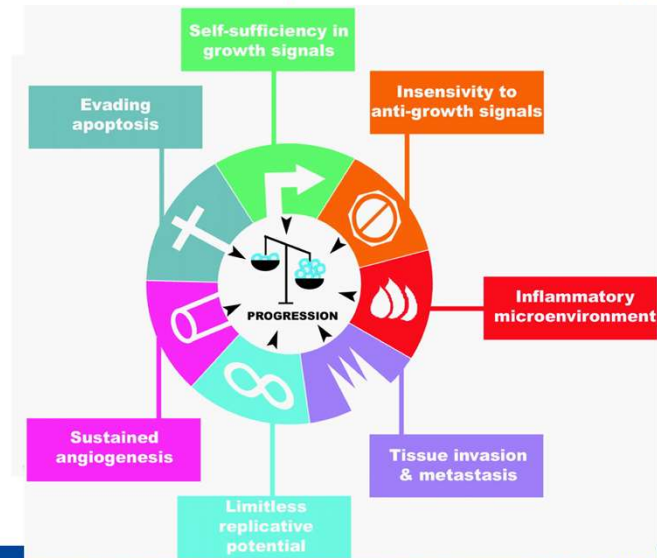 Self-sufficiency in
growth signals
Evading
apoptosis
Insensivity to
anti-growth signals
PROGRESSION
Inflammatory
microenvironment
Sustained
angiogenesis
Tissue invasion
& metastasis
Limitless
replicative
potential